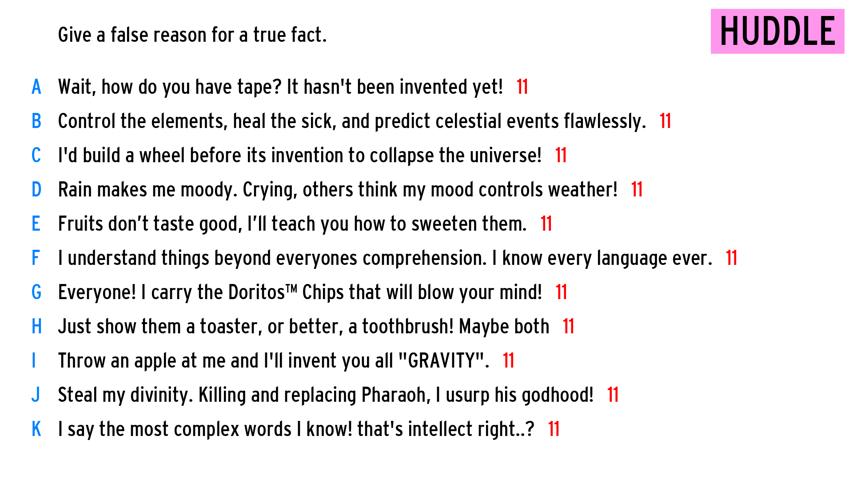 Give a false reason for a true fact.
HUDDLE
A Wait, how do you have tape? It hasn't been invented yet! 11
B Control the elements, heal the sick, and predict celestial events flawlessly. 11
C I'd build a wheel before its invention to collapse the universe! 11
D Rain makes me moody. Crying, others think my mood controls weather! 11
E Fruits don’t taste good, I’ll teach you how to sweeten them. 11
F I understand things beyond everyones comprehension. I know every language ever. 11
G Everyone! I carry the Doritos™ Chips that will blow your mind! 11
H Just show them a toaster, or better, a toothbrush! Maybe both 11
I Throw an apple at me and I'll invent you all "GRAVITY". 11
J Steal my divinity. Killing and replacing Pharaoh, I usurp his godhood! 11
K I say the most complex words I know! that's intellect right..? 11